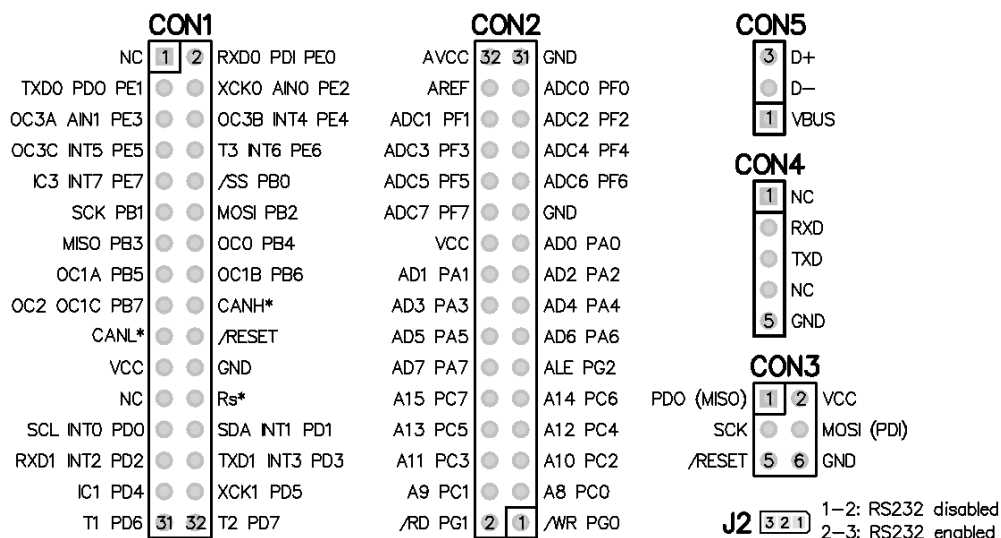 CON1
NC 1 2 RXD0 PDI PE0
TXD0 PDO PE1 XCK0 AIN0 PE2
OC3A AIN1 PE3 OC3B INT4 PE4
OC3C INT5 PE5 T3 INT6 PE6
IC3 INT7 PE7 /SS PB0
SCK PB1 MOSI PB2
MISO PB3 OC0 PB4
OC1A PB5 OC1B PB6
OC2 OC1C PB7 CANH*
CANL* /RESET
VCC GND
NC Rs*
SCL INT0 PD0 SDA INT1 PD1
RXD1 INT2 PD2 TXD1 INT3 PD3
IC1 PD4 XCK1 PD5
T1 PD6 31 32 T2 PD7
CON2
AVCC 32 31 GND
AREF ADC0 PF0
ADC1 PF1 ADC2 PF2
ADC3 PF3 ADC4 PF4
ADC5 PF5 ADC6 PF6
ADC7 PF7 GND
VCC AD0 PA0
AD1 PA1 AD2 PA2
AD3 PA3 AD4 PA4
AD5 PA5 AD6 PA6
AD7 PA7 ALE PG2
A15 PC7 A14 PC6
A13 PC5 A12 PC4
A11 PC3 A10 PC2
A9 PC1 A8 PC0
/RD PG1 2 1 /WR PG0
CON5
3 D+
D-
1 VBUS
CON4
1 NC
RXD
TXD
NC
5 GND
CON3
PDO (MISO) 1 2 VCC
SCK MOSI (PDI)
/RESET 5 6 GND
J2 3 2 1
1-2: RS232 disabled
2-3: RS232 enabled